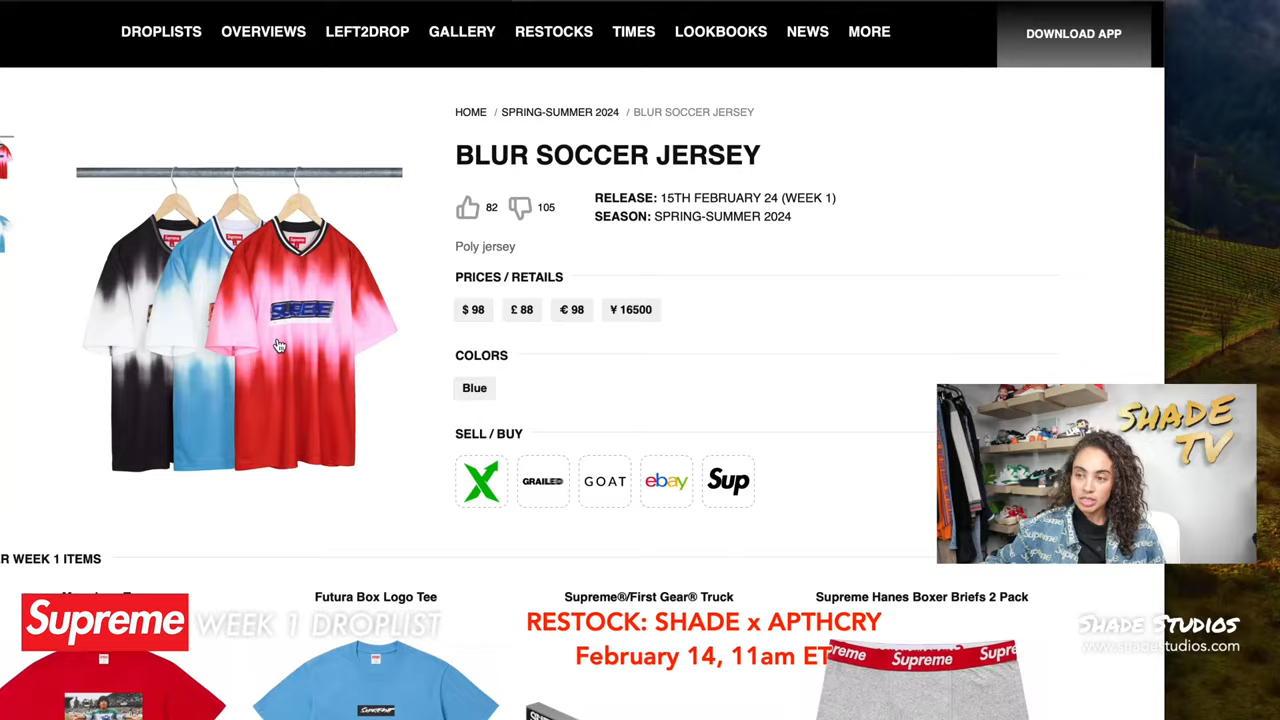 DROPLISTS OVERVIEWS LEFT2DROP GALLERY RESTOCKS TIMES LOOKBOOKS NEWS MORE DOWNLOAD APP
HOME / SPRING-SUMMER 2024 / BLUR SOCCER JERSEY
BLUR SOCCER JERSEY
82 105
RELEASE: 15TH FEBRUARY 24 (WEEK 1)
SEASON: SPRING-SUMMER 2024
Poly jersey
PRICES / RETAILS
$ 98 £ 88 € 98 ¥ 16500
COLORS
Blue
SELL / BUY
GRAILED GOAT ebay Sup
SHADE
TV
R WEEK 1 ITEMS
Futura Box Logo Tee Supreme®/First Gear® Truck Supreme Hanes Boxer Briefs 2 Pack
Supreme WEEK 1 DROPLIST
RESTOCK: SHADE x APTHCRY
February 14, 11am ET
SHADE STUDIOS
www.shadestudios.com
Supreme